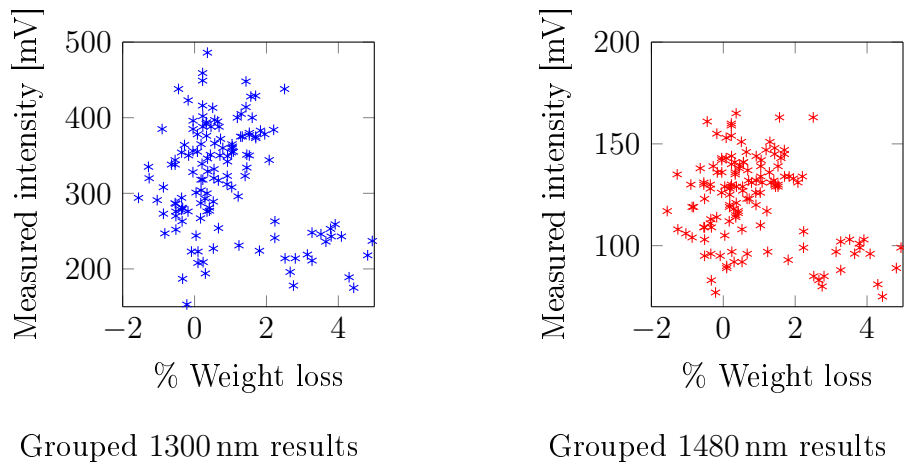 Measured intensity [mV]
500
400
300
200
−2 0 2 4
% Weight loss
Grouped 1300 nm results
Measured intensity [mV]
200
150
100
−2 0 2 4
% Weight loss
Grouped 1480 nm results